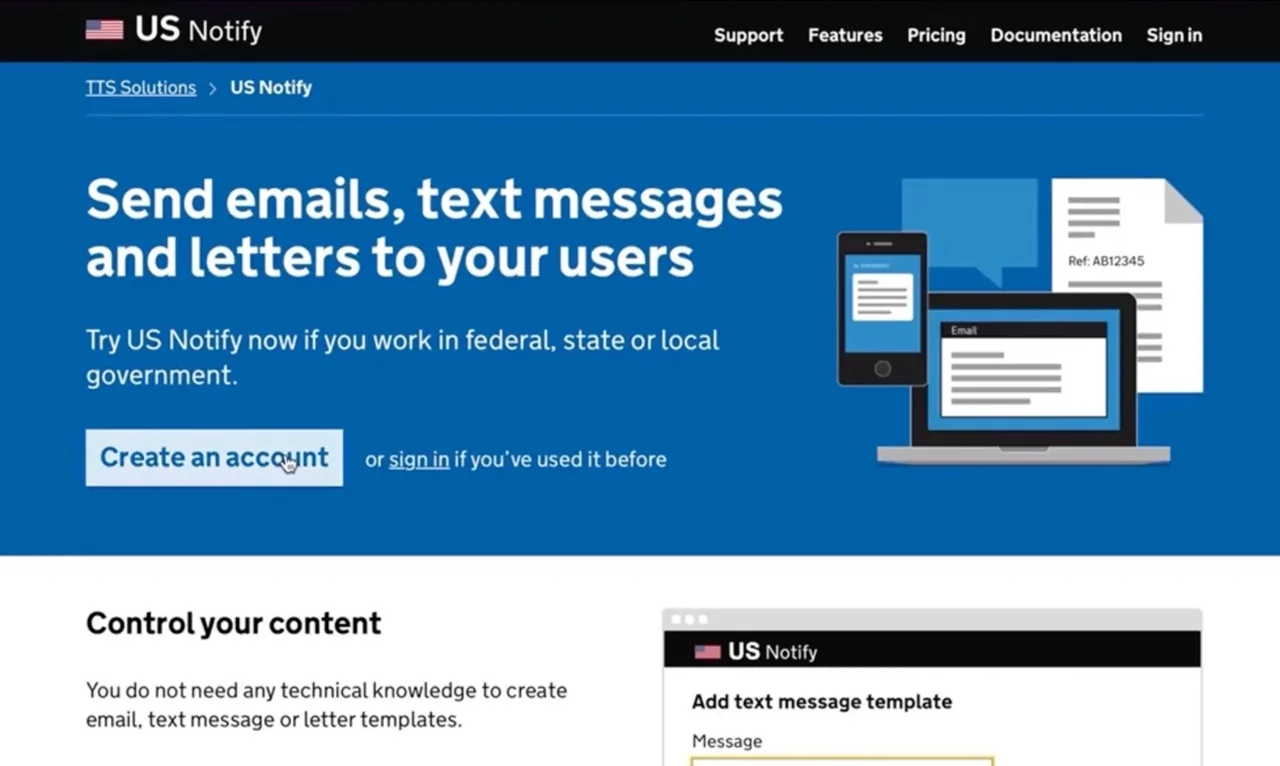 US Notify
Support Features Pricing Documentation Sign in
TTS Solutions > US Notify
Send emails, text messages
and letters to your users
Try US Notify now if you work in federal, state or local
government.
Create an account
or sign in if you’ve used it before
Ref: AB12345
Email
Control your content
You do not need any technical knowledge to create
email, text message or letter templates.
US Notify
Add text message template
Message